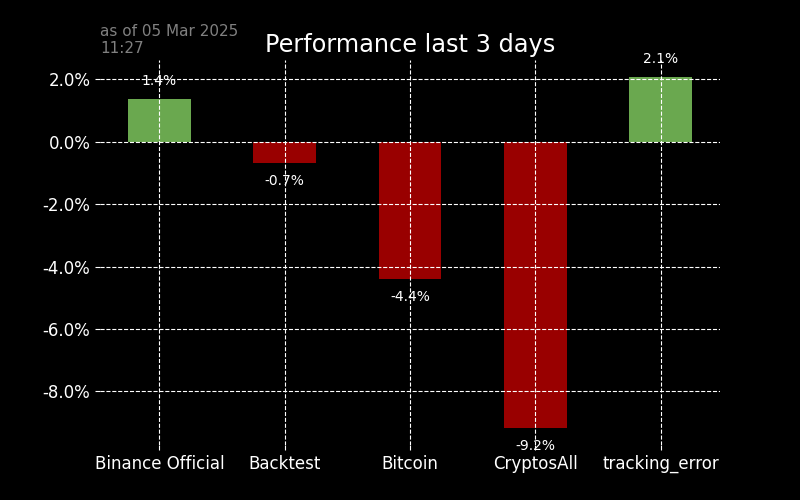 as of 05 Mar 2025
11:27
Performance last 3 days
2.0%
0.0%
-2.0%
-4.0%
-6.0%
-8.0%
1.4%
-0.7%
-4.4%
-9.2%
2.1%
Binance Official
Backtest
Bitcoin
CryptosAll
tracking_error